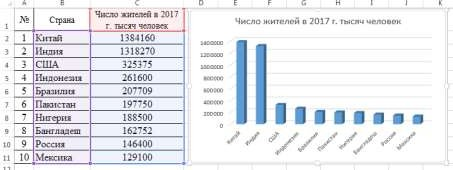 A B C D E F G H I
№ Страна Число жителей в 2017
г. тысяч человек
1 Китай 1384160
2 Индия 1318270
3 США 325375
4 Индонезия 261600
5 Бразилия 207709
6 Пакистан 197750
7 Нигерия 188500
8 Бангладеш 162752
9 Россия 146400
10 Мексика 129100
1
2
3
4
5
6
7
8
9
10
11
Число жителей в 2017 г. тысяч человек
1400000
1200000
1000000
800000
600000
400000
200000
0
Китай
Индия
США
Индонезия
Бразилия
Пакистан
Нигерия
Бангладеш
Россия
Мексика